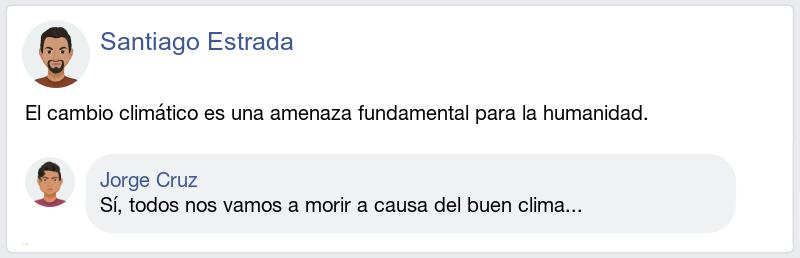 Santiago Estrada
El cambio climático es una amenaza fundamental para la humanidad.
Jorge Cruz
Sí, todos nos vamos a morir a causa del buen clima...